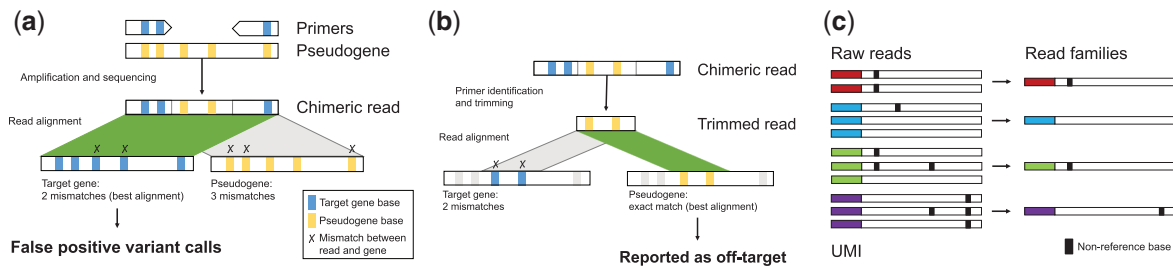 (a)
Primers
Pseudogene
Amplification and sequencing
Chimeric read
Read alignment
X X X X X
Target gene:
2 mismatches (best alignment)
Pseudogene:
3 mismatches
False positive variant calls
Target gene base
Pseudogene base
X Mismatch between
read and gene
(b)
Chimeric read
Primer identification
and trimming
Trimmed read
Read alignment
X X
Target gene:
2 mismatches
Pseudogene:
exact match (best alignment)
Reported as off-target
(c)
Raw reads
Read families
UMI
Non-reference base